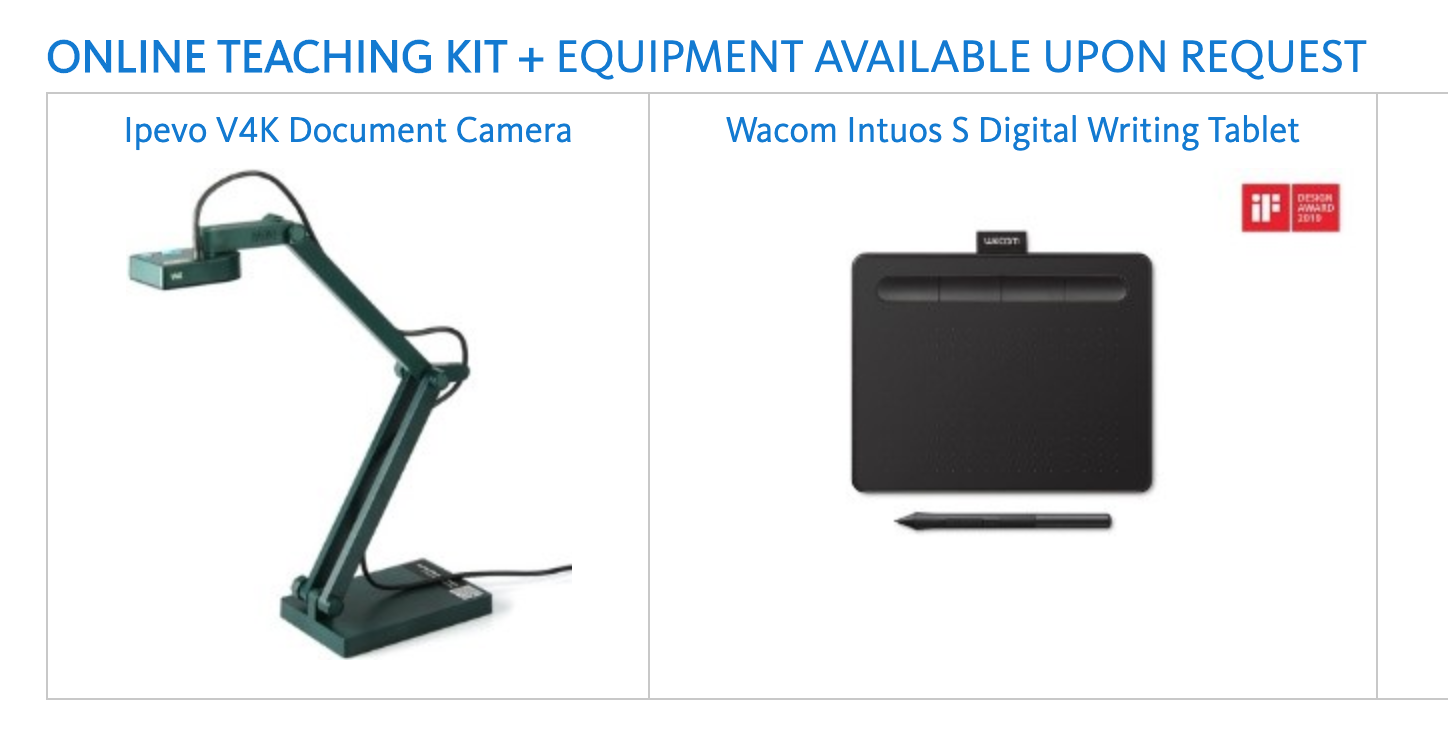 ONLINE TEACHING KIT + EQUIPMENT AVAILABLE UPON REQUEST
Ipevo V4K Document Camera
Wacom Intuos S Digital Writing Tablet
iF
DESIGN
AWARD
2019
wacom
V4K